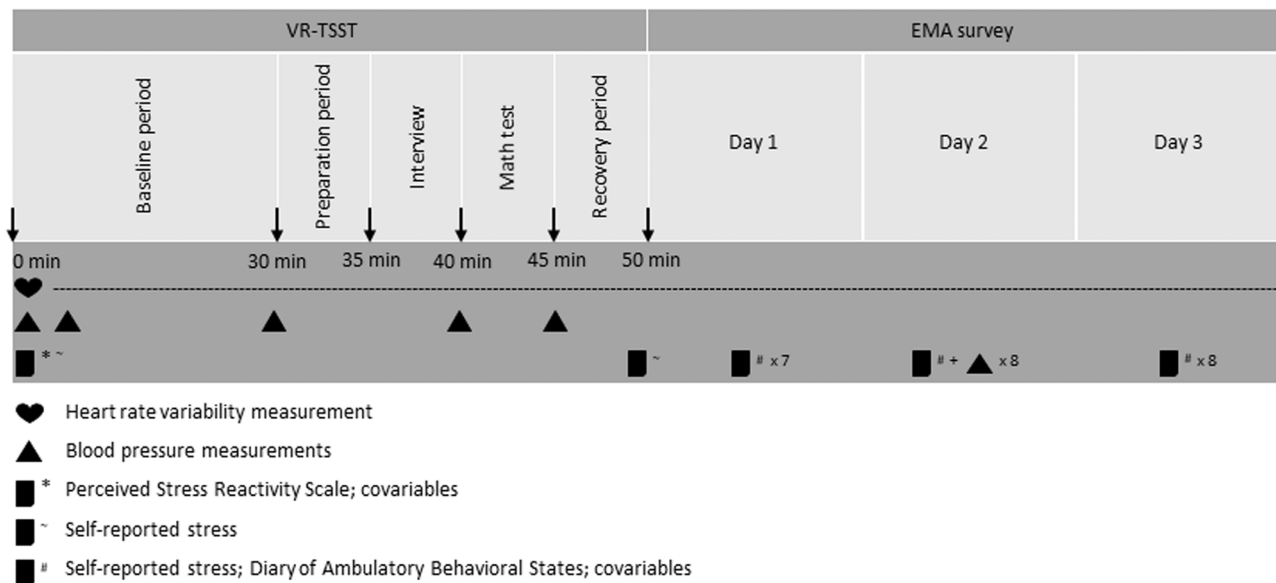 VR-TSST EMA survey
Baseline period
Preparation period
Interview
Math test
Recovery period
Day 1 Day 2 Day 3
0 min 30 min 35 min 40 min 45 min 50 min
* ~ ~ # x 7 # + x 8 # x 8
Heart rate variability measurement
Blood pressure measurements
* Perceived Stress Reactivity Scale; covariables
~ Self-reported stress
# Self-reported stress; Diary of Ambulatory Behavioral States; covariables